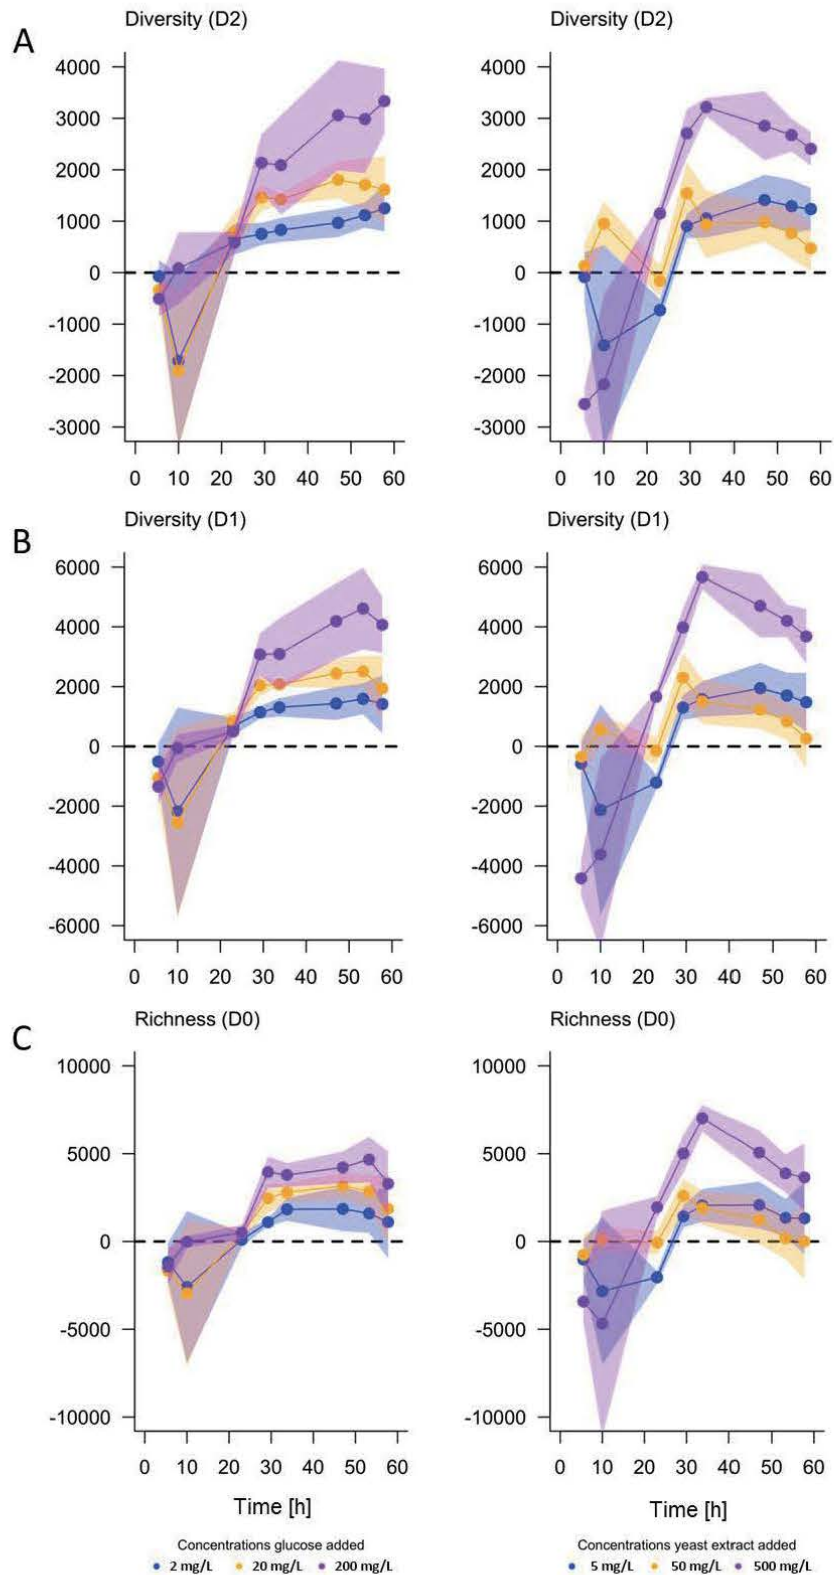 A
Diversity (D2)
4000
3000
2000
1000
0
-1000
-2000
-3000
0 10 20 30 40 50 60
Diversity (D2)
4000
3000
2000
1000
0
-1000
-2000
-3000
0 10 20 30 40 50 60
B
Diversity (D1)
6000
4000
2000
0
-2000
-4000
-6000
0 10 20 30 40 50 60
Diversity (D1)
6000
4000
2000
0
-2000
-4000
-6000
0 10 20 30 40 50 60
C
Richness (D0)
10000
5000
0
-5000
-10000
0 10 20 30 40 50 60
Time [h]
Concentrations glucose added
2 mg/L 20 mg/L 200 mg/L
Richness (D0)
10000
5000
0
-5000
-10000
0 10 20 30 40 50 60
Time [h]
Concentrations yeast extract added
5 mg/L 50 mg/L 500 mg/L